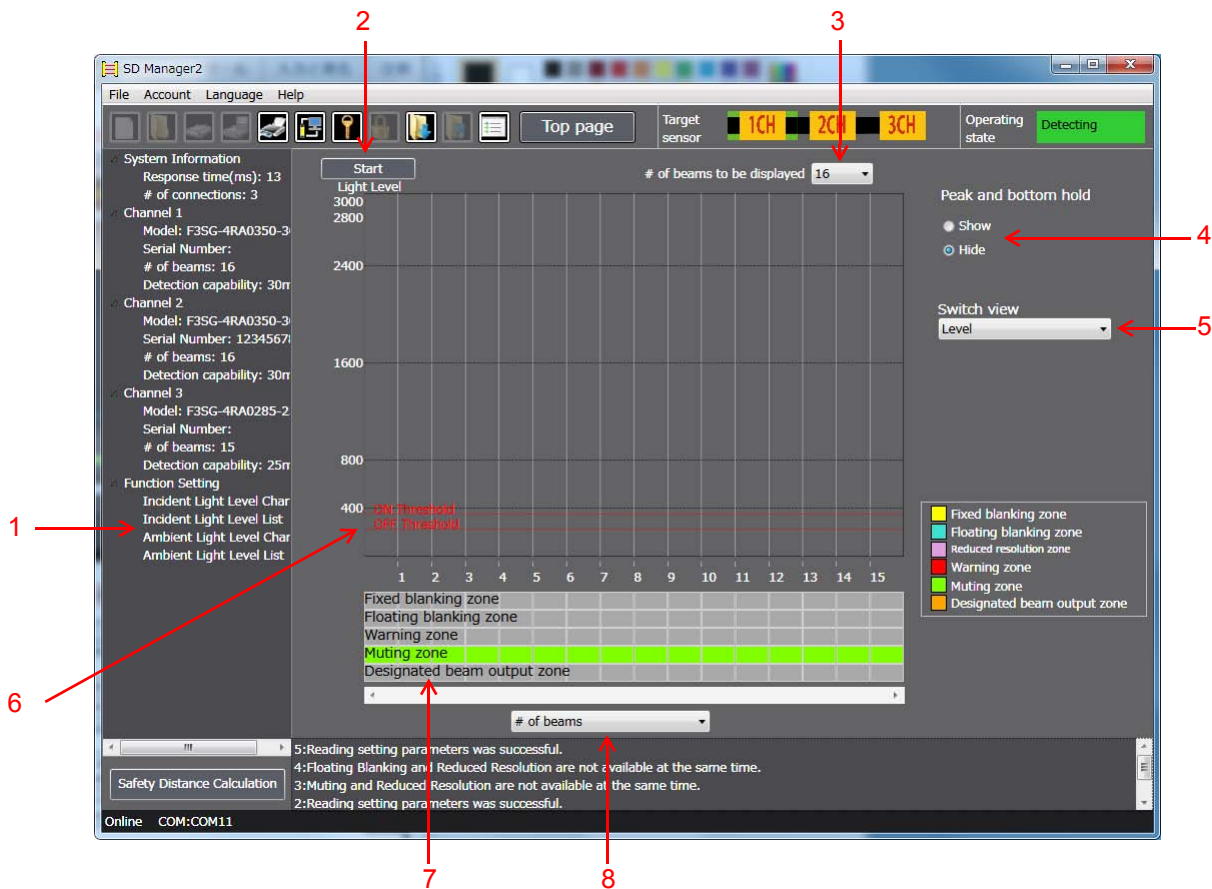 2
3
SD Manager2
File Account Language Help
Top page
Target sensor
1CH
2CH
3CH
Operating state
Detecting
System Information
Response time(ms): 13
# of connections: 3
Channel 1
Model: F3SG-4RA0350-3
Serial Number:
# of beams: 16
Detection capability: 30m
Channel 2
Model: F3SG-4RA0350-3
Serial Number: 1234567
# of beams: 16
Detection capability: 30m
Channel 3
Model: F3SG-4RA0285-2
Serial Number:
# of beams: 15
Detection capability: 25m
Function Setting
Incident Light Level Char
Incident Light Level List
Ambient Light Level Char
Ambient Light Level List
1
6
Start
# of beams to be displayed 16
Light Level
3000
2800
2400
1600
800
400
ON Threshold
OFF Threshold
1 2 3 4 5 6 7 8 9 10 11 12 13 14 15
Fixed blanking zone
Floating blanking zone
Warning zone
Muting zone
Designated beam output zone
# of beams
Peak and bottom hold
Show
Hide
4
Switch view
Level
5
Fixed blanking zone
Floating blanking zone
Reduced resolution zone
Warning zone
Muting zone
Designated beam output zone
Safety Distance Calculation
5:Reading setting parameters was successful.
4:Floating Blanking and Reduced Resolution are not available at the same time.
3:Muting and Reduced Resolution are not available at the same time.
2:Reading setting parameters was successful.
Online COM:COM11
7
8